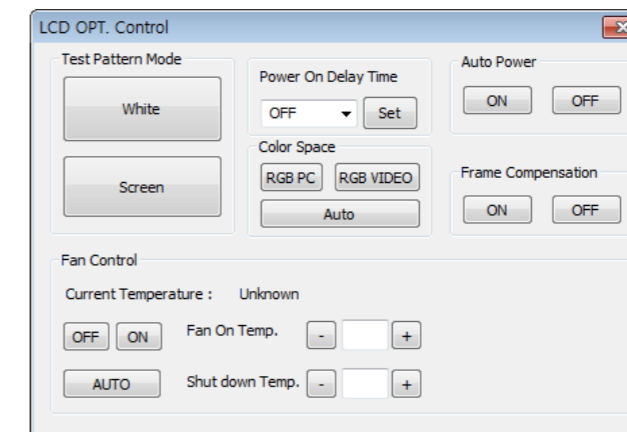 LCD OPT. Control
Test Pattern Mode
White
Screen
Power On Delay Time
OFF Set
Color Space
RGB PC RGB VIDEO
Auto
Auto Power
ON OFF
Frame Compensation
ON OFF
Fan Control
Current Temperature : Unknown
OFF ON Fan On Temp. - +
AUTO Shut down Temp. - +